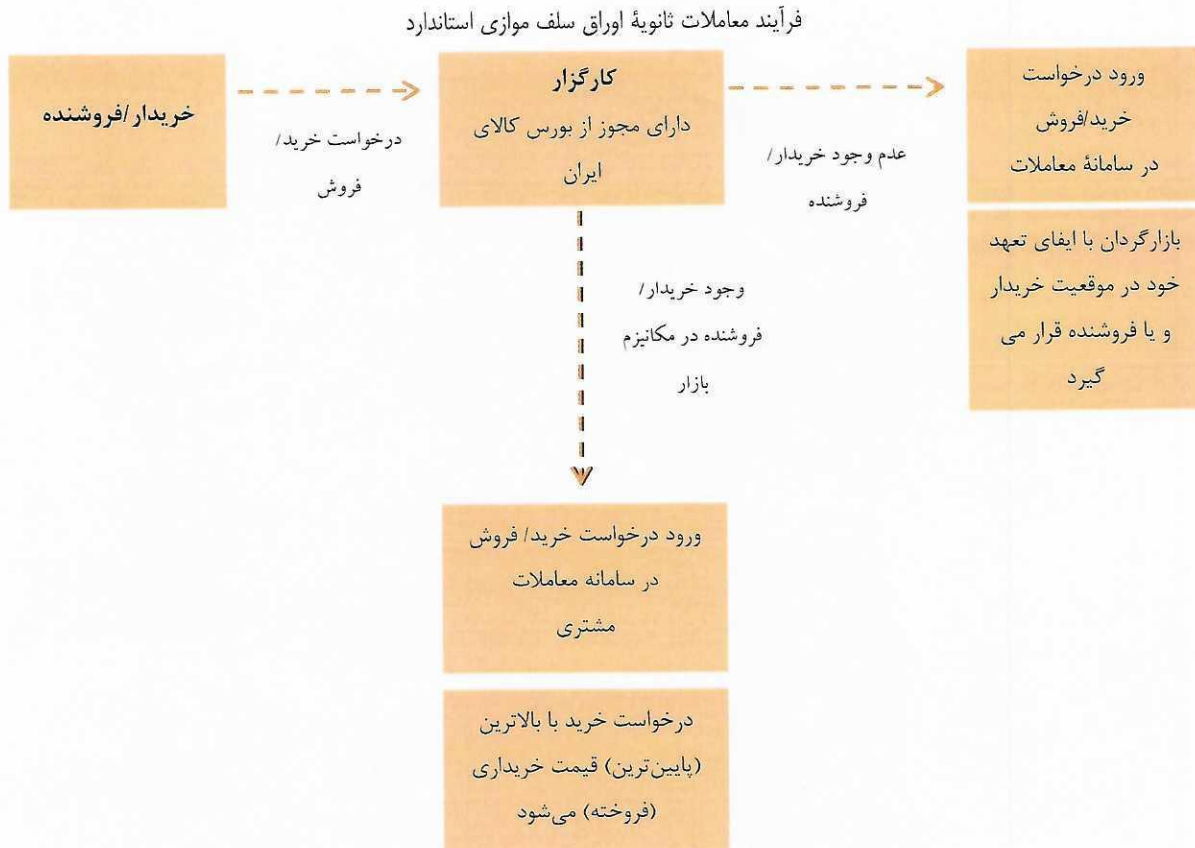 فرآیند معاملات ثانویهٔ اوراق سلف موازی استاندارد
خریدار/فروشنده
درخواست خرید/
فروش
کارگزار
دارای مجوز از بورس کالای
ایران
عدم وجود خریدار/
فروشنده
ورود درخواست
خرید/فروش
در سامانهٔ معاملات
بازارگردان با ایفای تعهد
خود در موقعیت خریدار
و یا فروشنده قرار می
گیرد
وجود خریدار/
فروشنده در مکانیزم
بازار
ورود درخواست خرید/ فروش
در سامانه معاملات
مشتری
درخواست خرید با بالاترین
(پایین‌ترین) قیمت خریداری
(فروخته) می‌شود